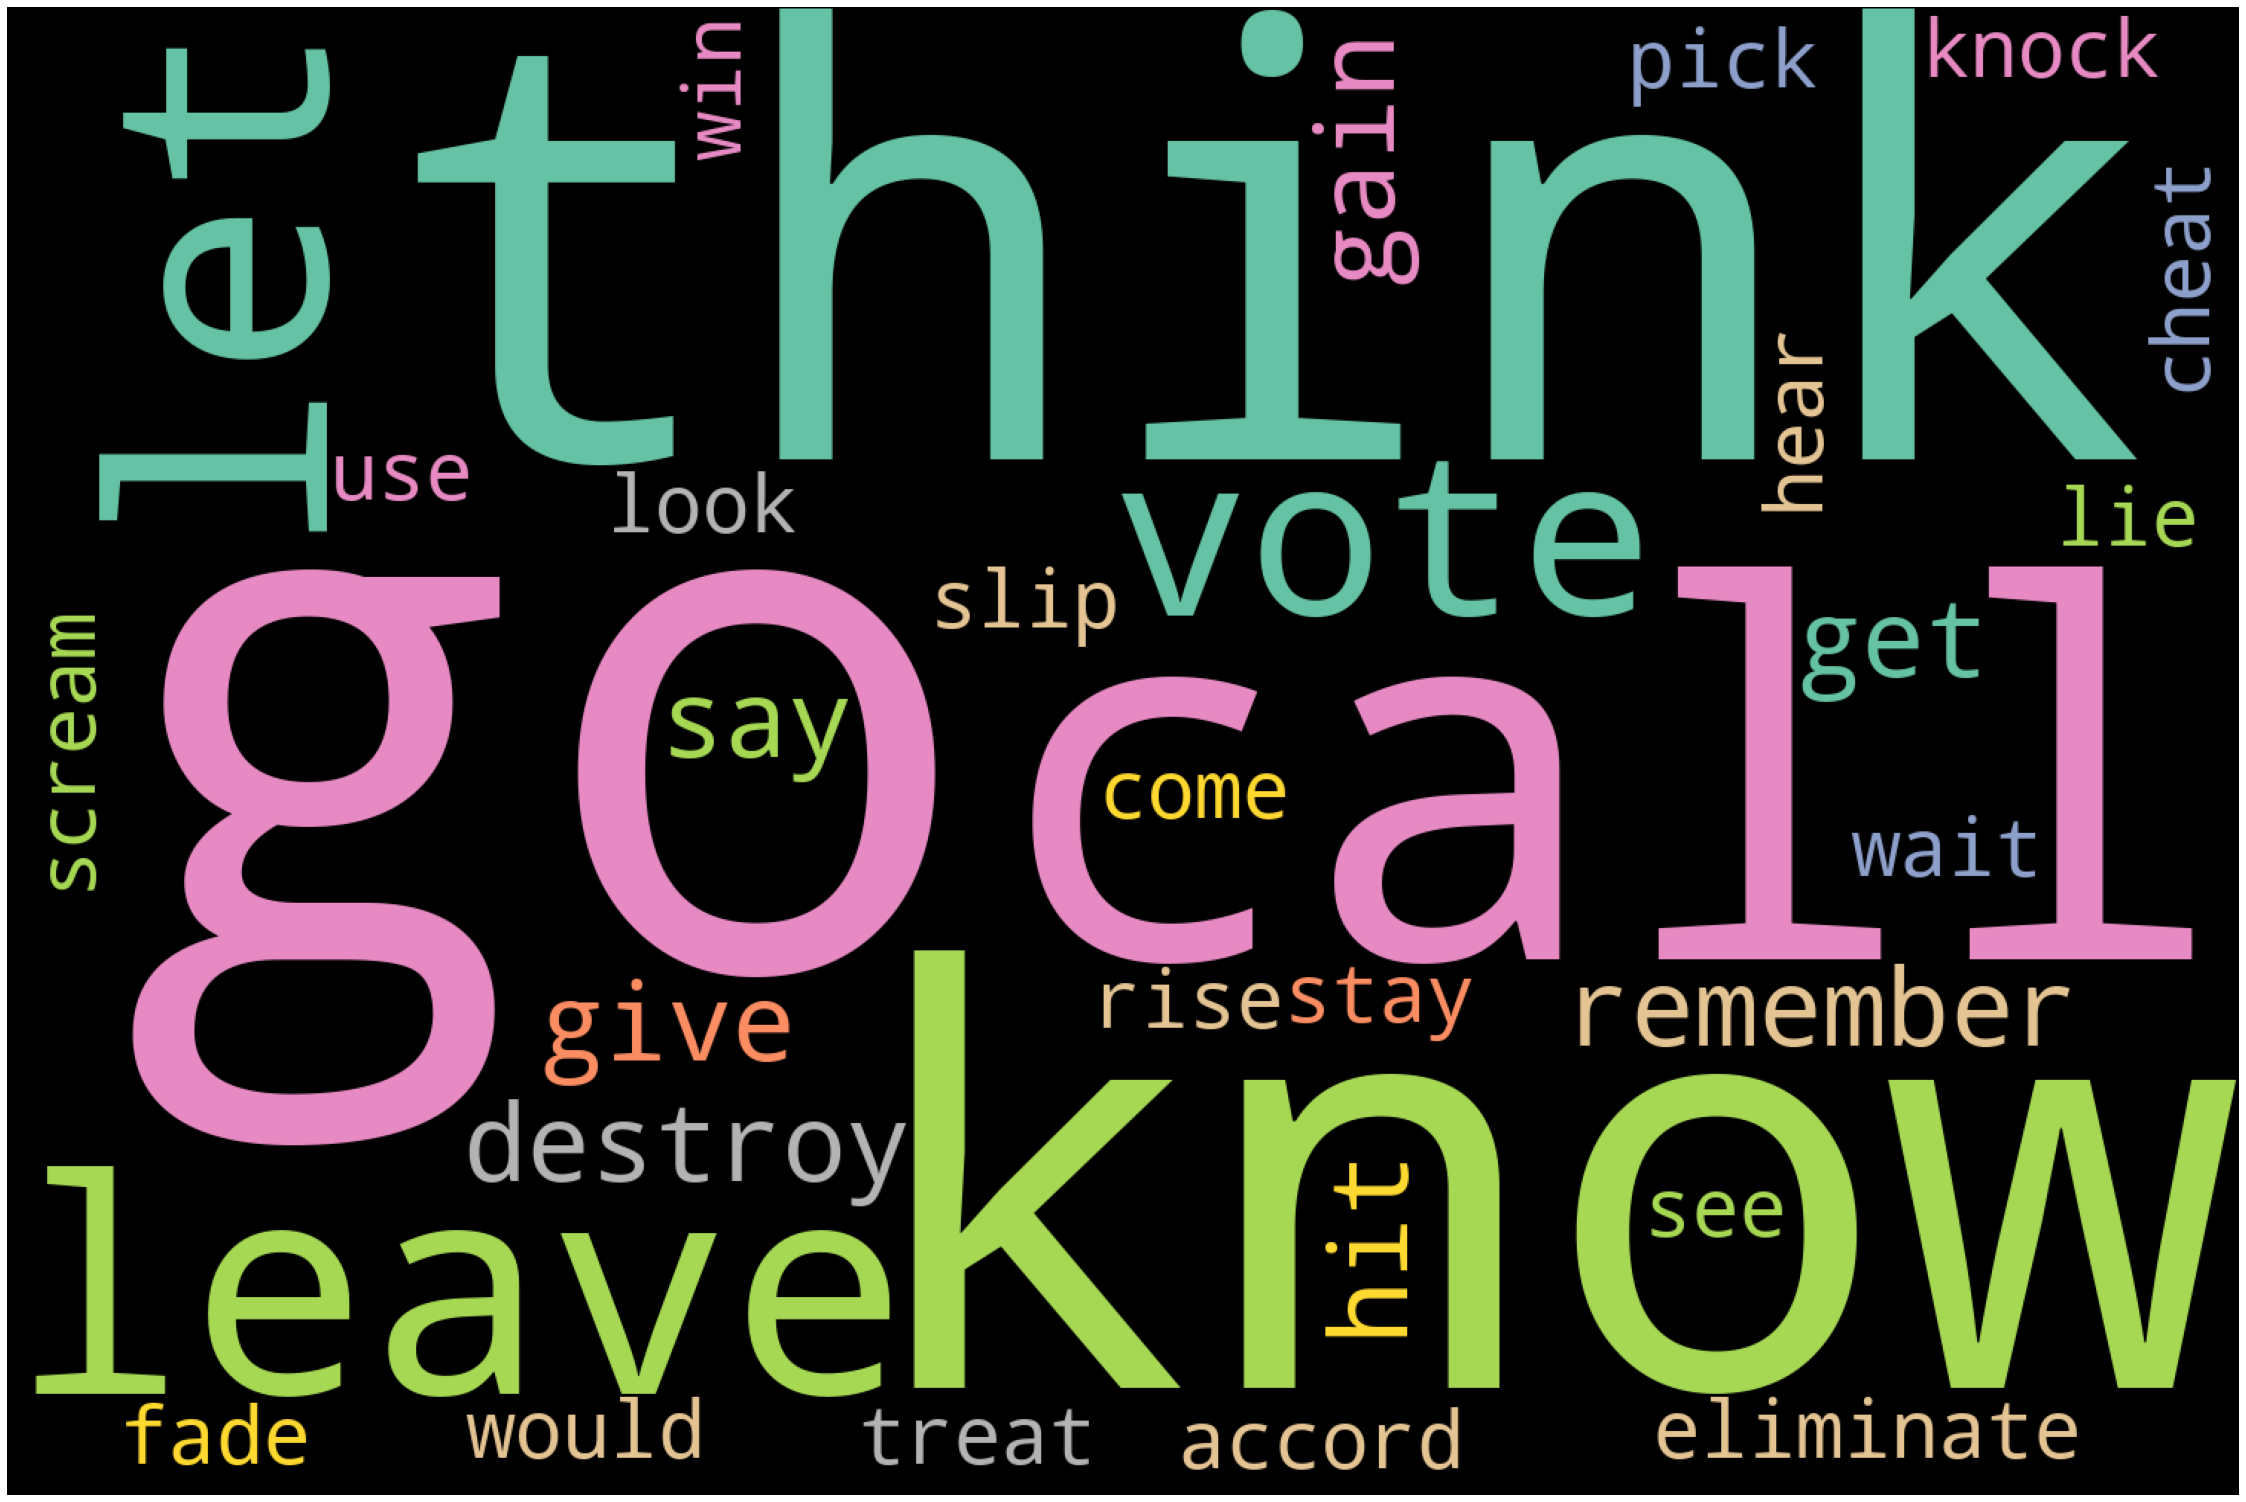 let
think
win
gain
pick
knock
cheat
hear
use
look
vote
lie
slip
go
call
get
scream
say
come
wait
give
rise
stay
remember
destroy
know
leave
hit
see
fade
would
treat
accord
eliminate